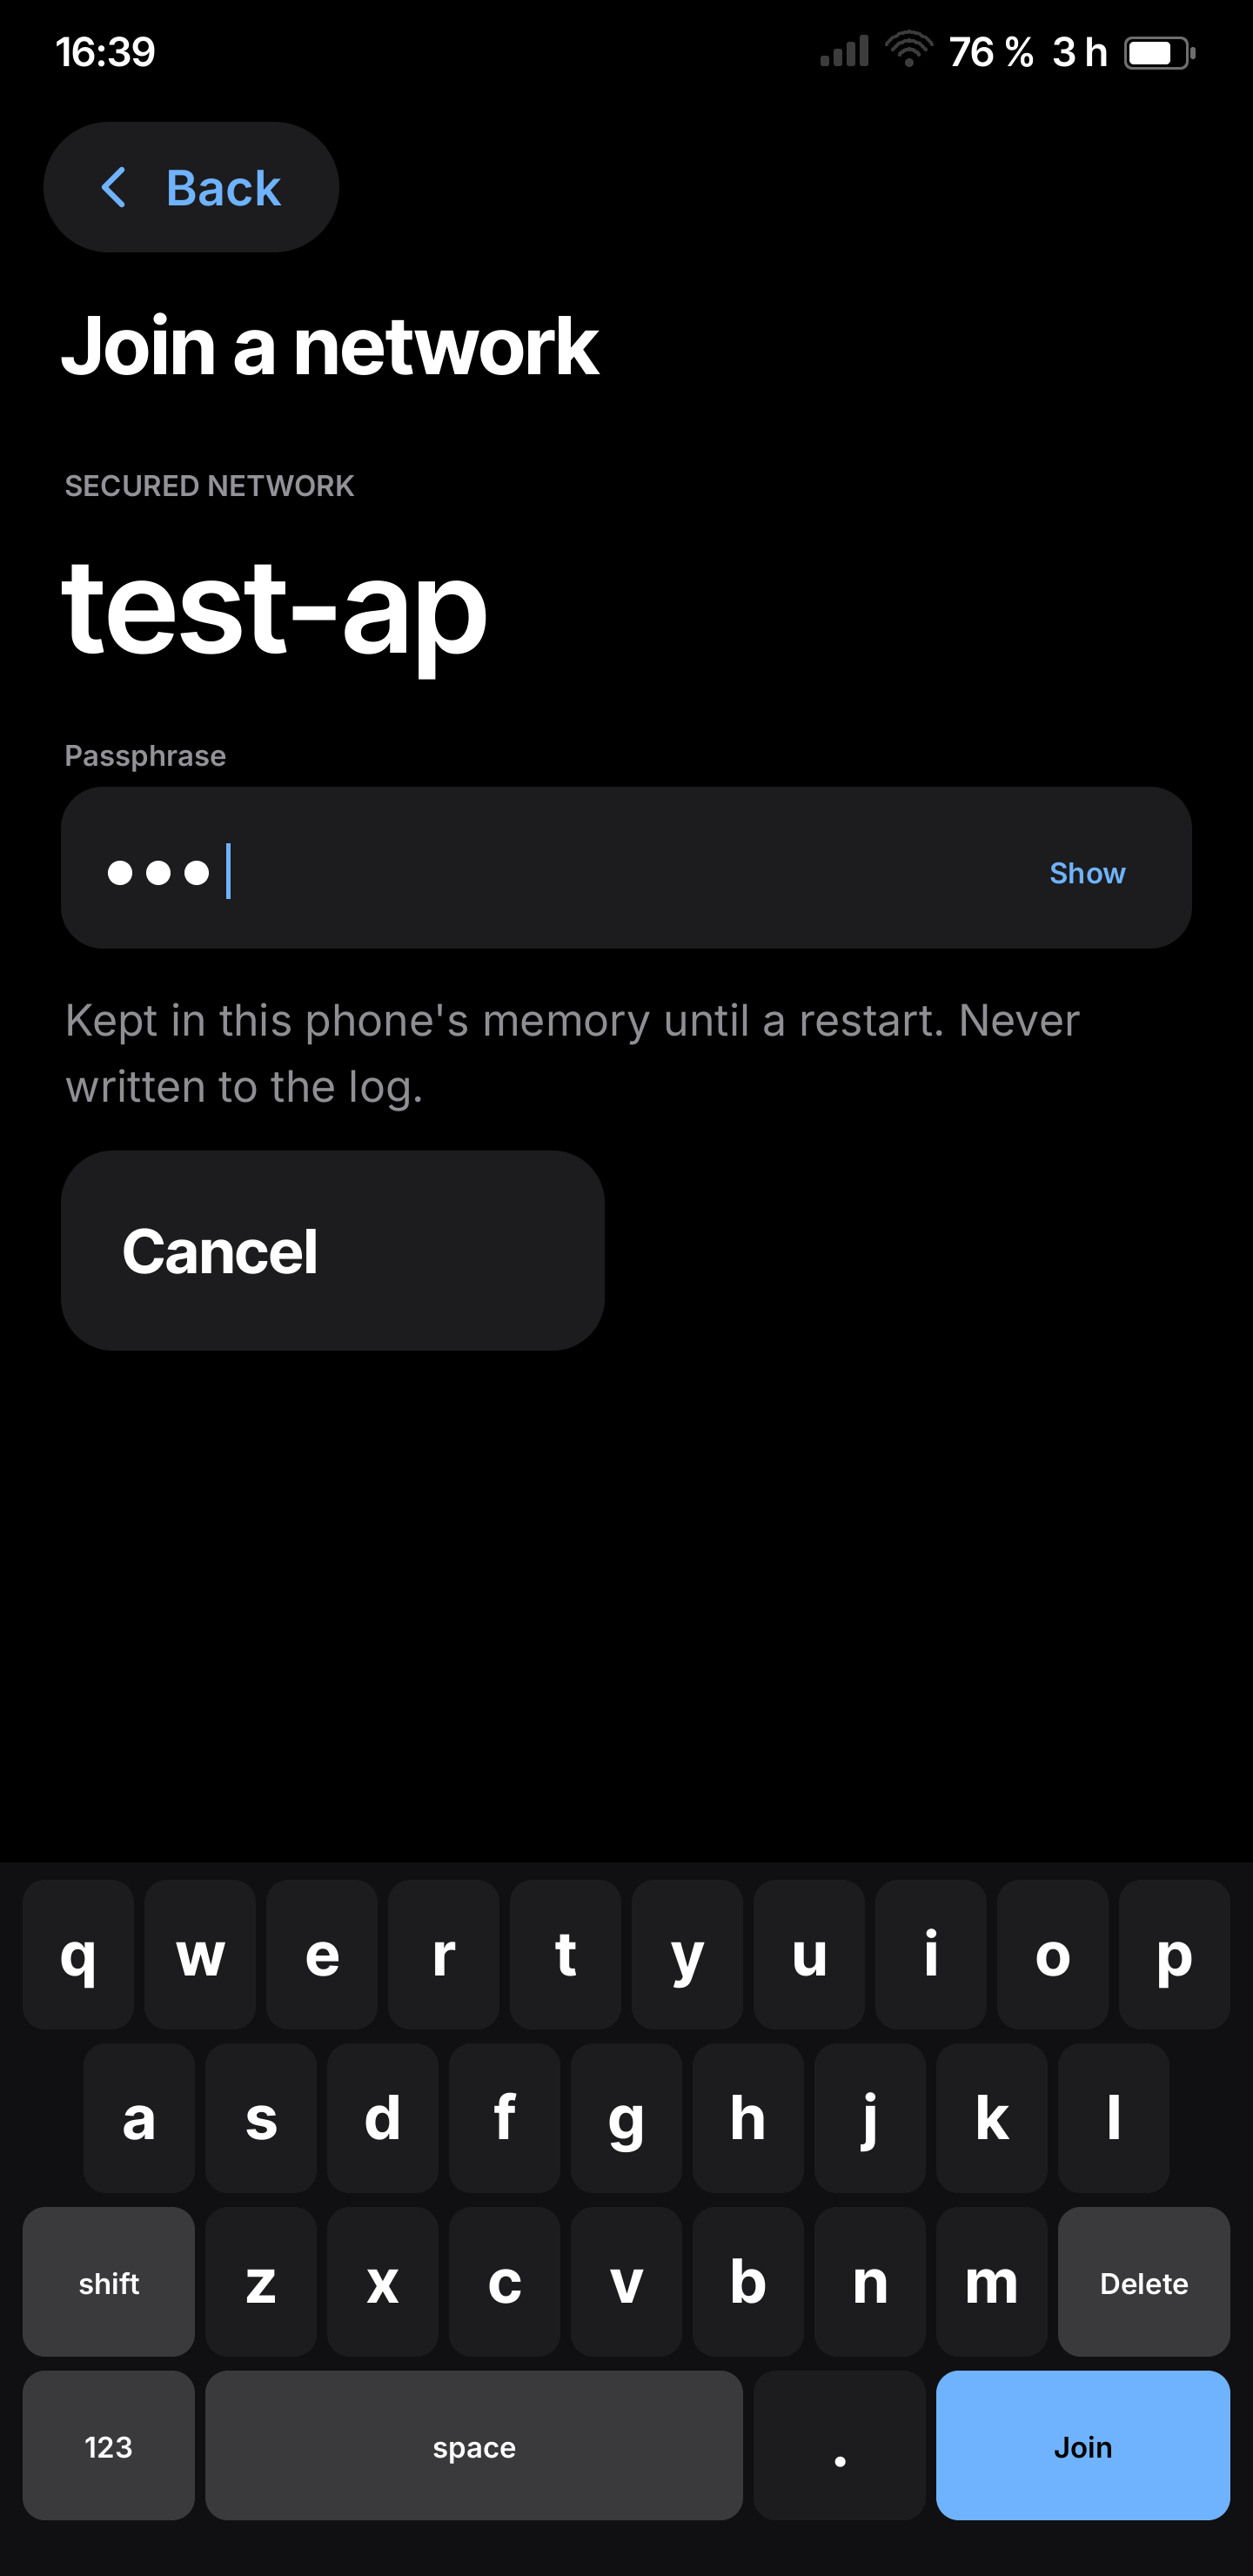 16:39
76 % 3 h
Back
Join a network
SECURED NETWORK
test-ap
Passphrase
Show
Kept in this phone's memory until a restart. Never
written to the log.
Cancel
q w e r t y u i o p
a s d f g h j k l
shift z x c v b n m Delete
123 space . Join